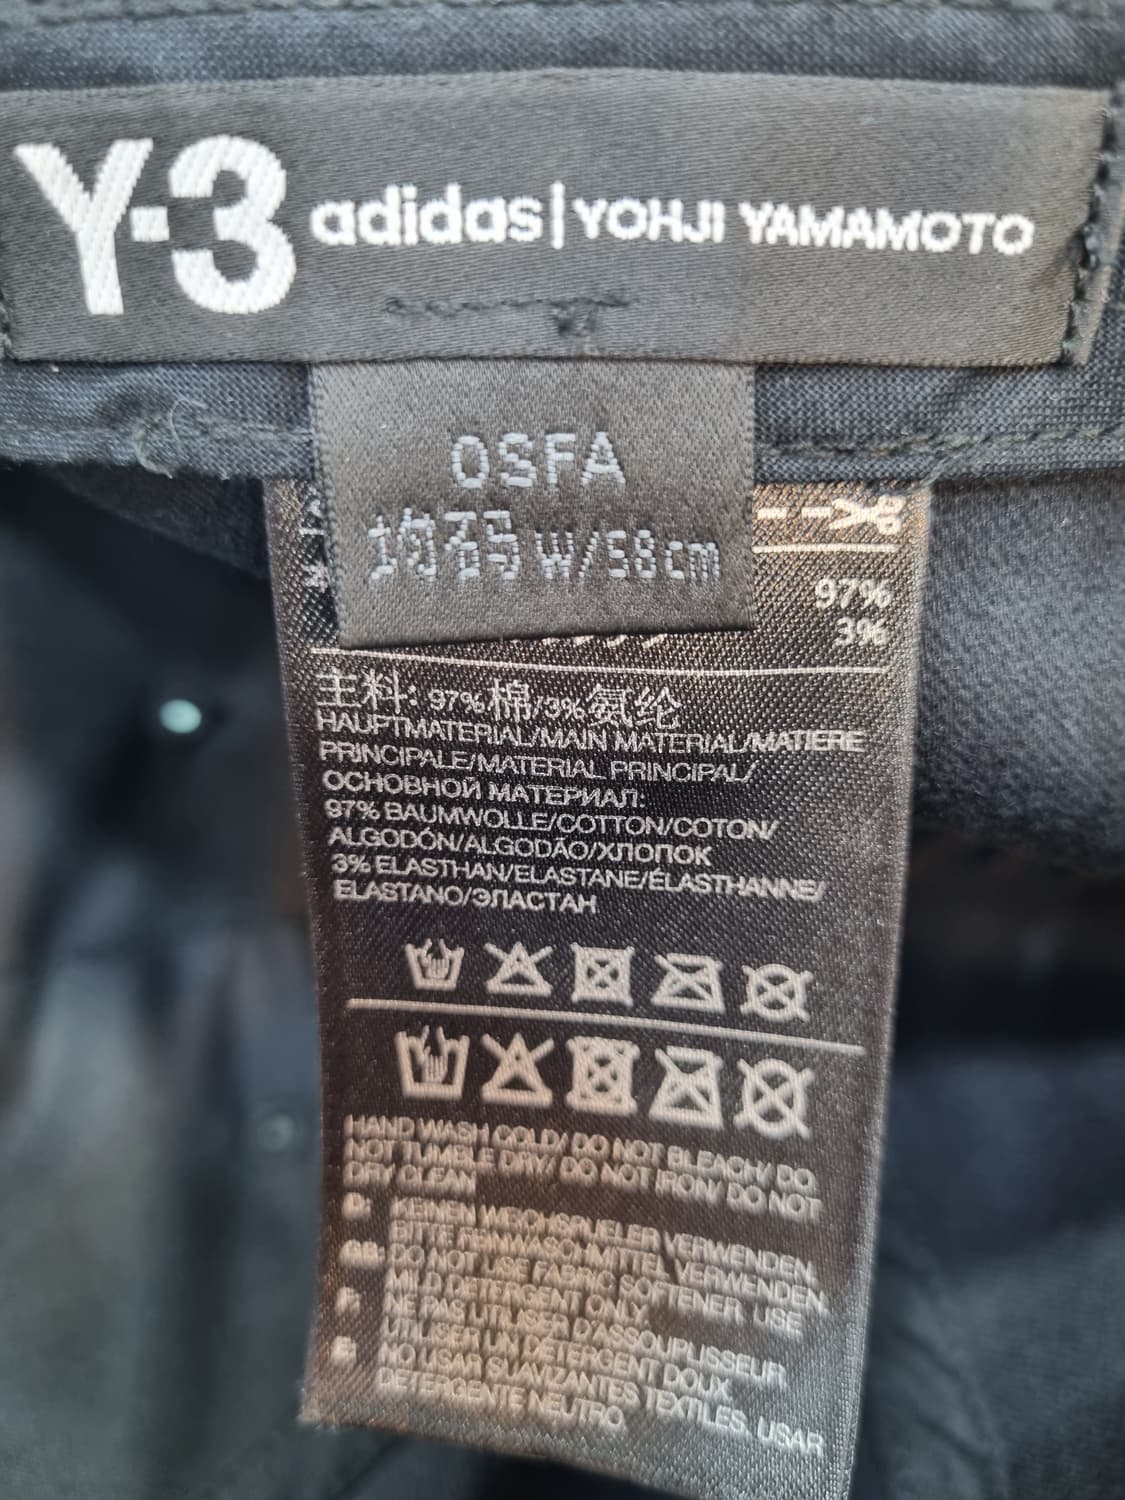 Y-3 adidas | YOHJI YAMAMOTO
OSFA
W/58cm
97%
3%
主料: 97%棉/3%氨纶
HAUPTMATERIAL/MAIN MATERIAL/MATIERE
PRINCIPALE/MATERIAL PRINCIPAL/
ОСНОВНОЙ МАТЕРИАЛ:
97% BAUMWOLLE/COTTON/COTON/
ALGODÓN/ALGODÃO/ХЛОПОК
3% ELASTHAN/ELASTANE/ÉLASTHANNE/
ELASTANO/ЭЛАСТАН
HAND WASH COLD/ DO NOT BLEACH/ DO
NOT TUMBLE DRY/ DO NOT IRON/ DO NOT
DRY CLEAN
D: KEINEN WEICHSPUELER VERWENDEN,
BITTE FEINWASCHMITTEL VERWENDEN,
GB: DO NOT USE FABRIC SOFTENER, USE
MILD DETERGENT ONLY
F: NE PAS UTILISER D'ASSOUPLISSEUR,
UTILISER UN DETERGENT DOUX,
E: NO USAR SUAVIZANTES TEXTILES, USAR
DETERGENTE NEUTRO